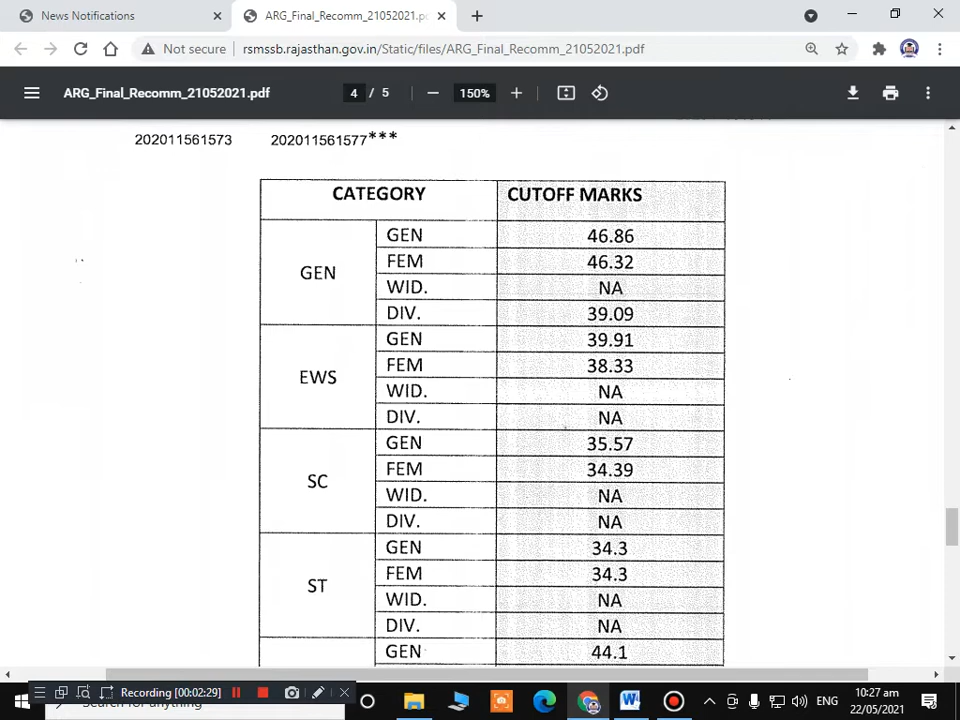 News Notifications
ARG_Final_Recomm_21052021.p
Not secure
rsmssb.rajasthan.gov.in/Static/files/ARG_Final_Recomm_21052021.pdf
ARG_Final_Recomm_21052021.pdf
4 / 5
150%
202011561573 202011561577***
CATEGORY CUTOFF MARKS
GEN
GEN 46.86
FEM 46.32
WID. NA
DIV. 39.09
EWS
GEN 39.91
FEM 38.33
WID. NA
DIV. NA
SC
GEN 35.57
FEM 34.39
WID. NA
DIV. NA
ST
GEN 34.3
FEM 34.3
WID. NA
DIV. NA
GEN 44.1
Recording [00:02:29]
Search for anything
ENG
10:27 am
22/05/2021